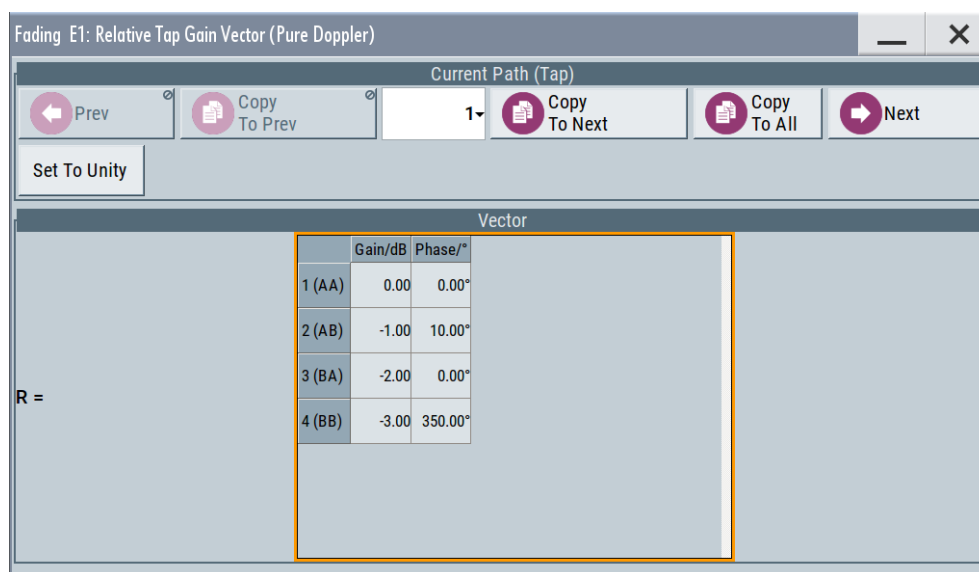 Fading E1: Relative Tap Gain Vector (Pure Doppler)
Current Path (Tap)
Prev
Copy
To Prev
1
Copy
To Next
Copy
To All
Next
Set To Unity
Vector
Gain/dB Phase/°
1 (AA) 0.00 0.00°
2 (AB) -1.00 10.00°
3 (BA) -2.00 0.00°
R =
4 (BB) -3.00 350.00°